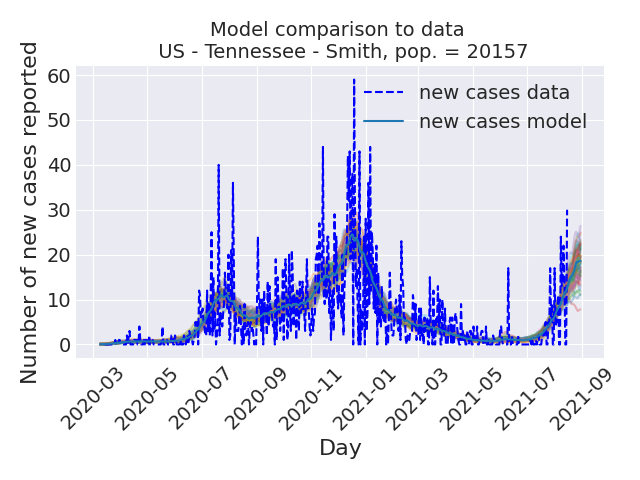 Model comparison to data
US - Tennessee - Smith, pop. = 20157
Number of new cases reported
60
50
40
30
20
10
0
new cases data
new cases model
2020-03
2020-05
2020-07
2020-09
2020-11
2021-01
2021-03
2021-05
2021-07
2021-09
Day